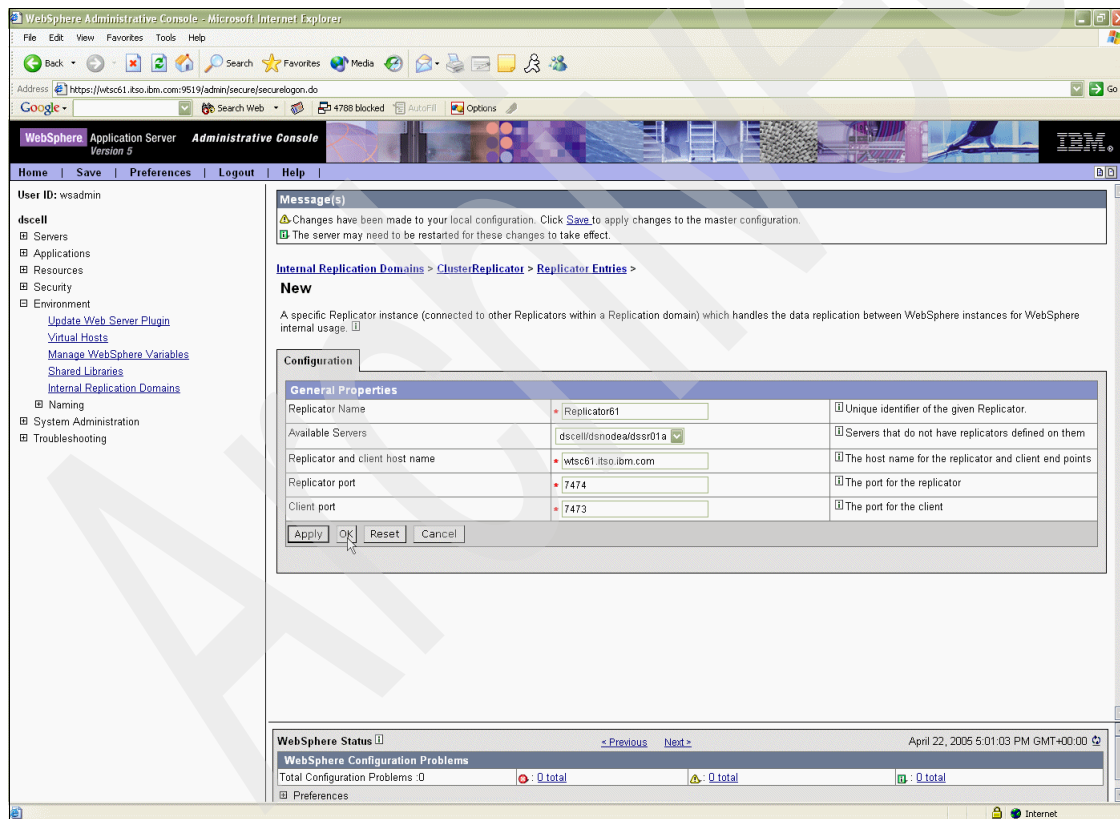 WebSphere Administrative Console - Microsoft Internet Explorer
File Edit View Favorites Tools Help
Back Search Favorites Media
Address https://wtsc61.itso.ibm.com:9519/admin/secure/securelogon.do Go
Google Search Web 4788 blocked AutoFill Options
WebSphere Application Server Administrative Console
Version 5
IBM
Home | Save | Preferences | Logout | Help |
User ID: wsadmin
dscell
Servers
Applications
Resources
Security
Environment
Update Web Server Plugin
Virtual Hosts
Manage WebSphere Variables
Shared Libraries
Internal Replication Domains
Naming
System Administration
Troubleshooting
Message(s)
Changes have been made to your local configuration. Click Save to apply changes to the master configuration.
The server may need to be restarted for these changes to take effect.
Internal Replication Domains > ClusterReplicator > Replicator Entries >
New
A specific Replicator instance (connected to other Replicators within a Replication domain) which handles the data replication between WebSphere instances for WebSphere
internal usage.
Configuration
General Properties
Replicator Name * Replicator61 Unique identifier of the given Replicator.
Available Servers dscell/dsnodea/dssr01a Servers that do not have replicators defined on them
Replicator and client host name * wtsc61.itso.ibm.com The host name for the replicator and client end points
Replicator port * 7474 The port for the replicator
Client port * 7473 The port for the client
Apply OK Reset Cancel
WebSphere Status < Previous Next > April 22, 2005 5:01:03 PM GMT+00:00
WebSphere Configuration Problems
Total Configuration Problems :0 : 0 total : 0 total : 0 total
Preferences
Internet